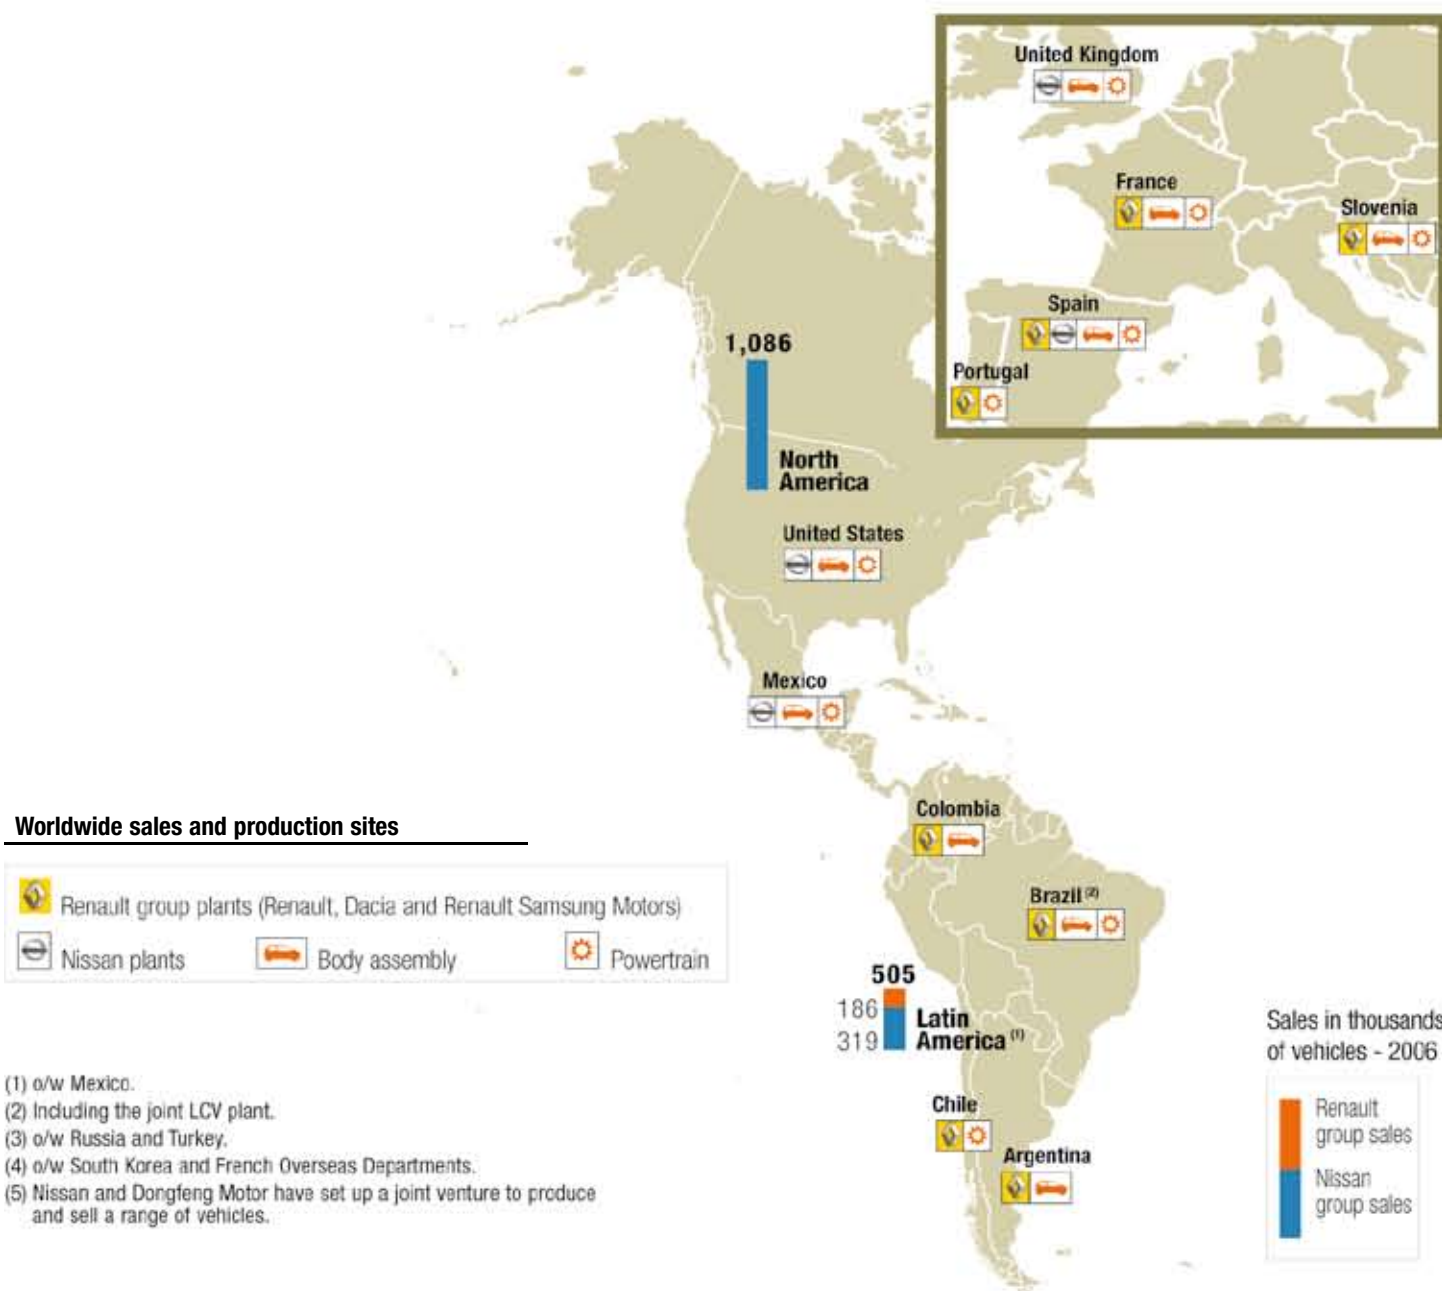 United Kingdom
France
Slovenia
Spain
Portugal
1,086
North
America
United States
Mexico
Colombia
Brazil (2)
505
186
319
Latin
America (1)
Chile
Argentina
Worldwide sales and production sites
Renault group plants (Renault, Dacia and Renault Samsung Motors)
Nissan plants
Body assembly
Powertrain
(1) o/w Mexico.
(2) Including the joint LCV plant.
(3) o/w Russia and Turkey.
(4) o/w South Korea and French Overseas Departments.
(5) Nissan and Dongfeng Motor have set up a joint venture to produce
and sell a range of vehicles.
Sales in thousands
of vehicles - 2006
Renault
group sales
Nissan
group sales